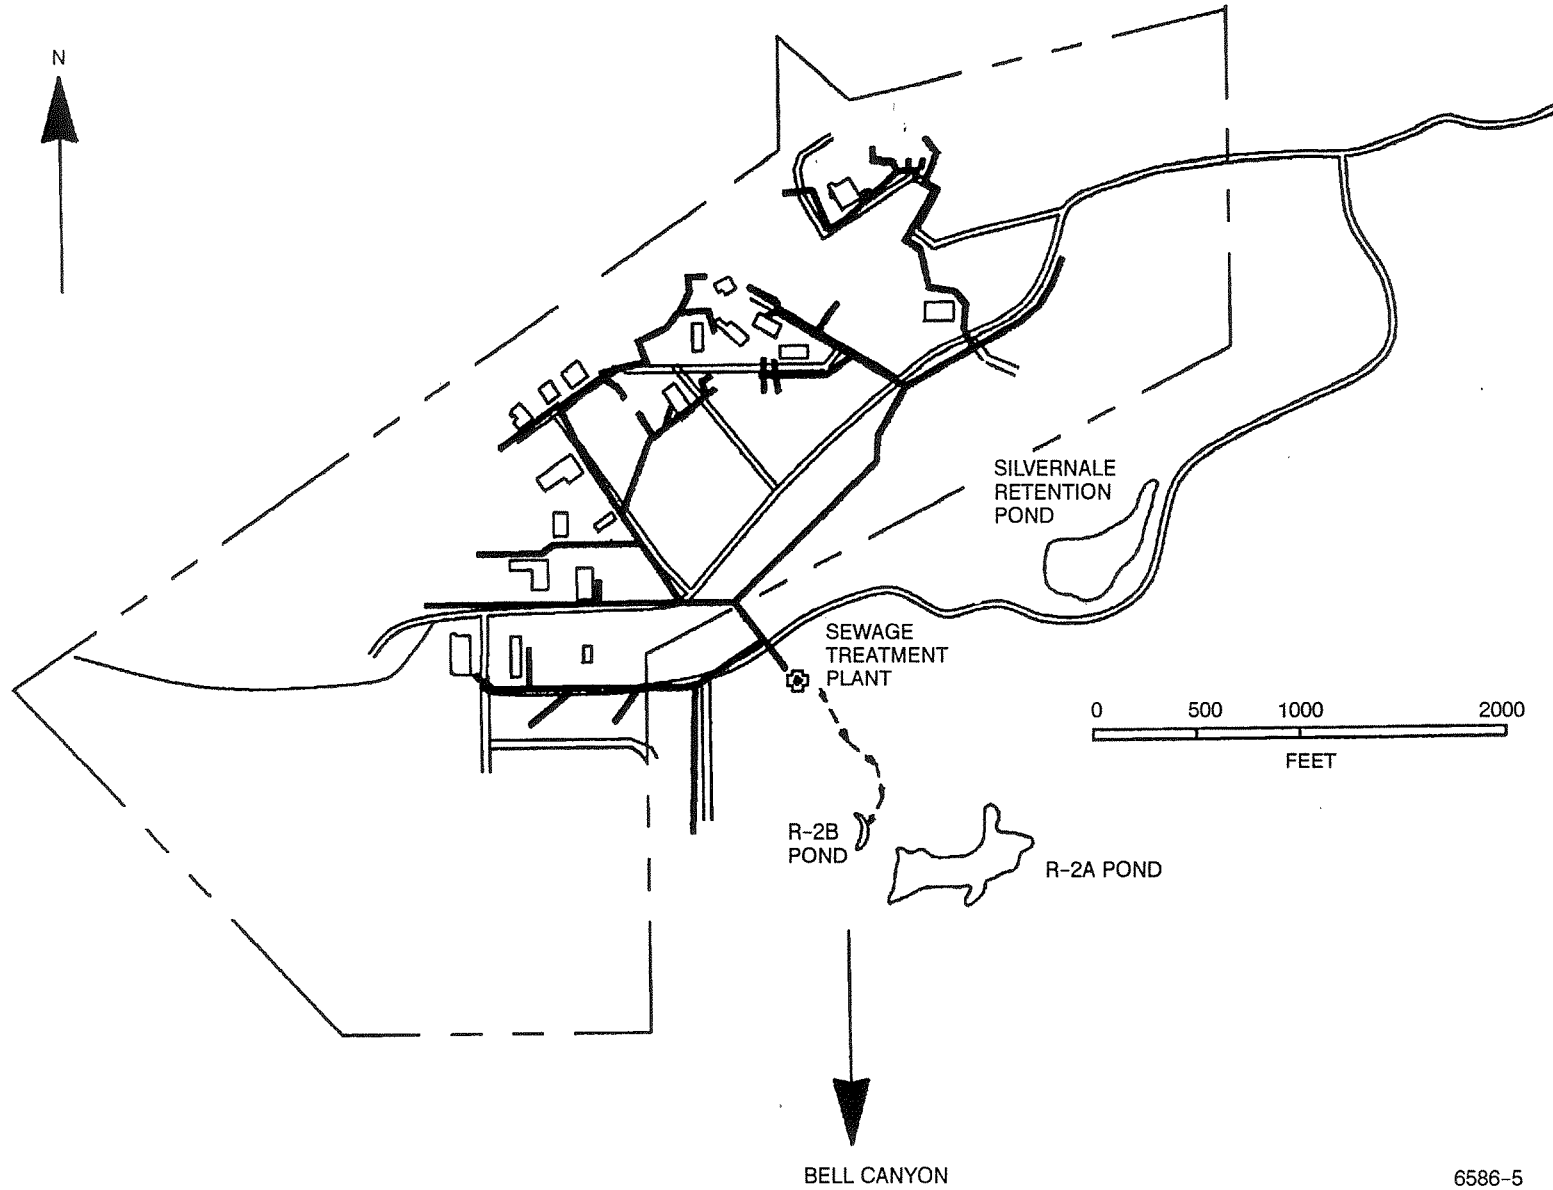 N
SILVERNALE
RETENTION
POND
SEWAGE
TREATMENT
PLANT
0 500 1000 2000
FEET
R-2B
POND
R-2A POND
BELL CANYON
6586-5